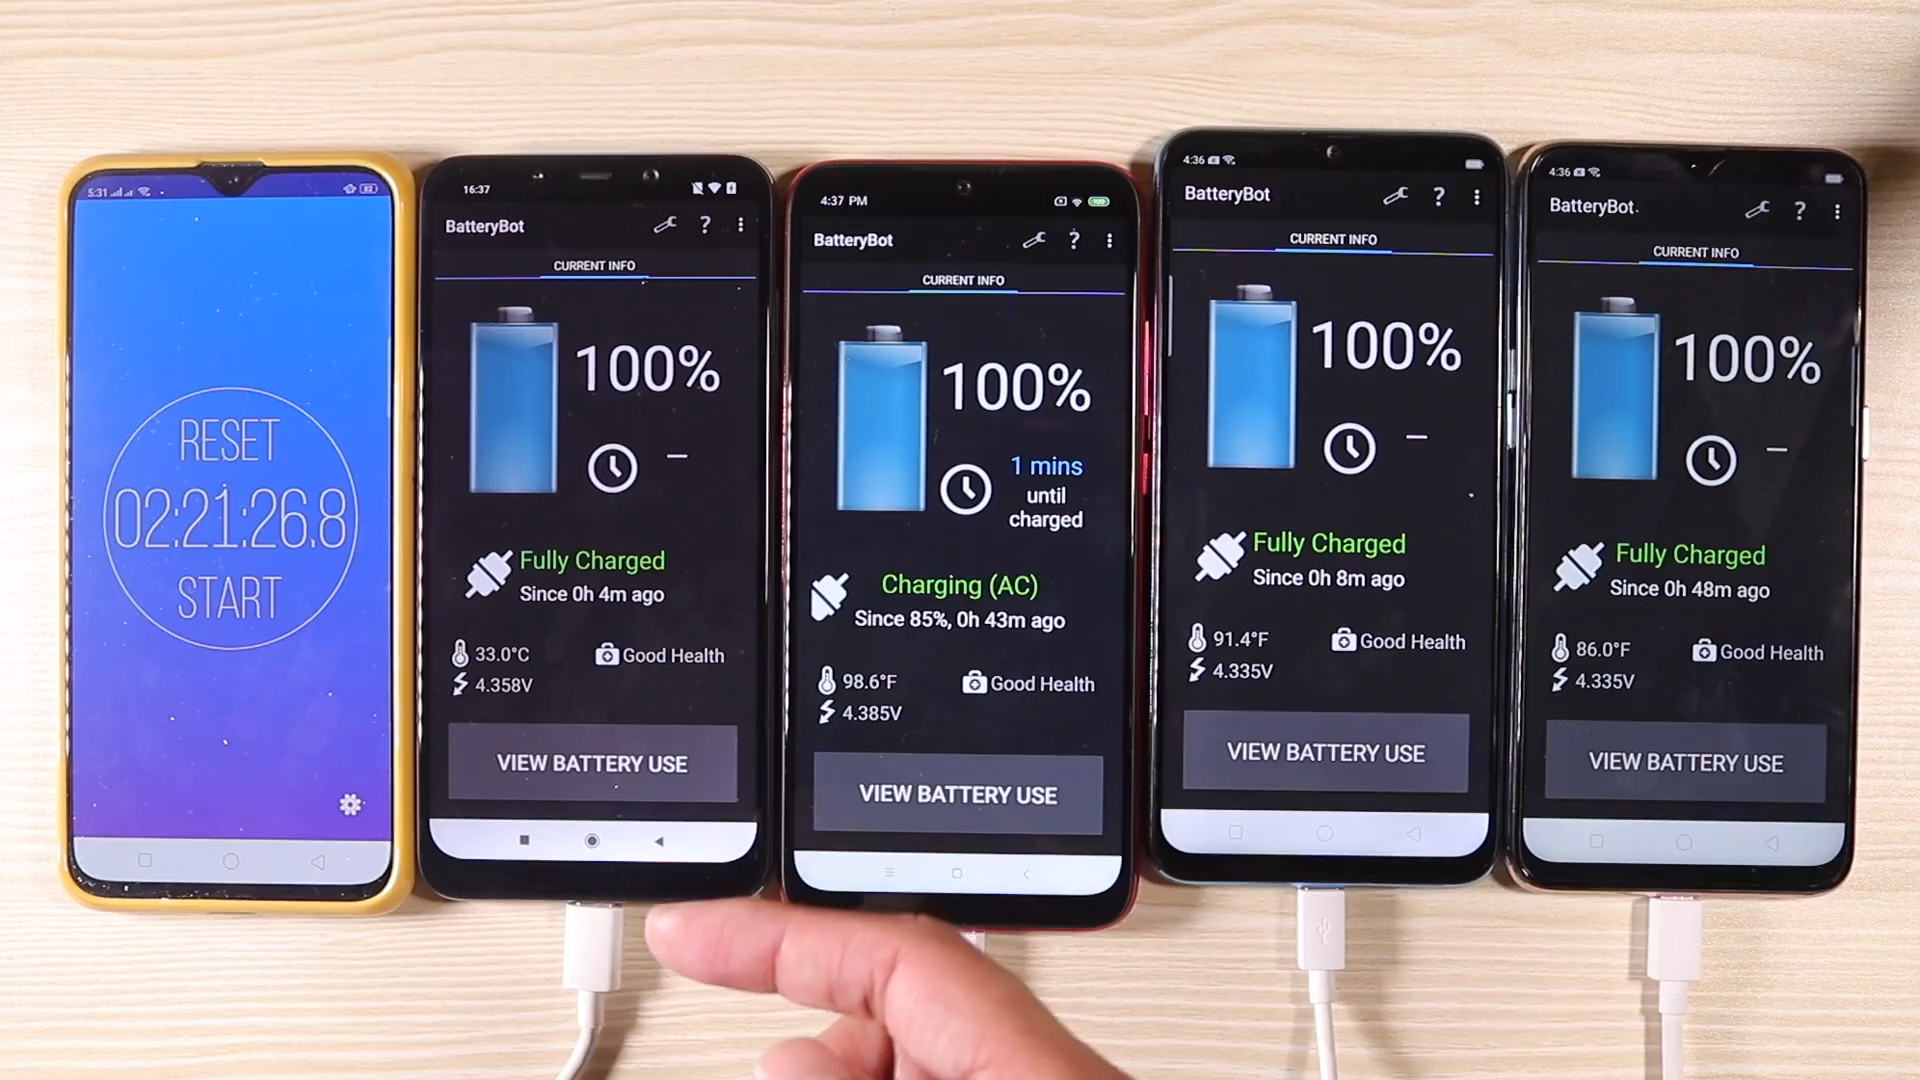 5:31
82
RESET
02:21:26.8
START
16:37
BatteryBot
?
CURRENT INFO
100%
—
Fully Charged
Since 0h 4m ago
33.0°C
Good Health
4.358V
VIEW BATTERY USE
4:37 PM
100
BatteryBot
?
CURRENT INFO
100%
1 mins
until
charged
Charging (AC)
Since 85%, 0h 43m ago
98.6°F
Good Health
4.385V
VIEW BATTERY USE
4:36
BatteryBot
?
CURRENT INFO
100%
—
Fully Charged
Since 0h 8m ago
91.4°F
Good Health
4.335V
VIEW BATTERY USE
4:36
BatteryBot
?
CURRENT INFO
100%
—
Fully Charged
Since 0h 48m ago
86.0°F
Good Health
4.335V
VIEW BATTERY USE